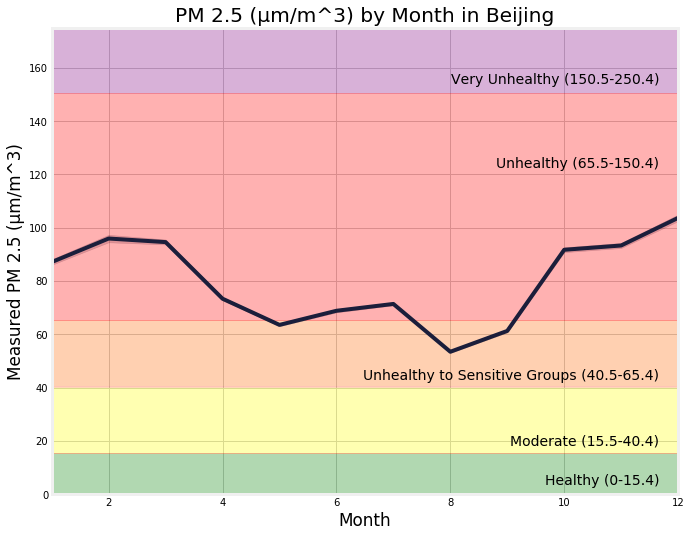 PM 2.5 (μm/m^3) by Month in Beijing
Measured PM 2.5 (μm/m^3)
160
140
120
100
80
60
40
20
0
Very Unhealthy (150.5-250.4)
Unhealthy (65.5-150.4)
Unhealthy to Sensitive Groups (40.5-65.4)
Moderate (15.5-40.4)
Healthy (0-15.4)
2 4 6 8 10 12
Month